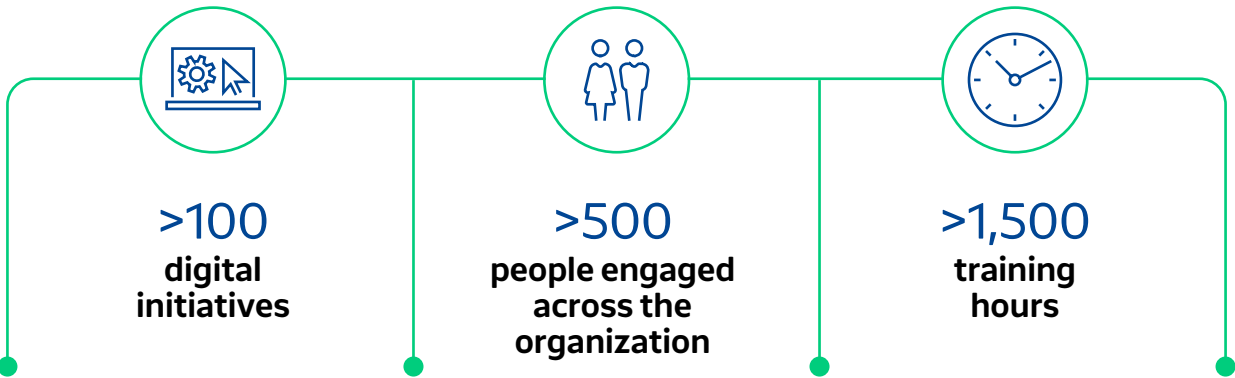 >100
digital
initiatives
>500
people engaged
across the
organization
>1,500
training
hours